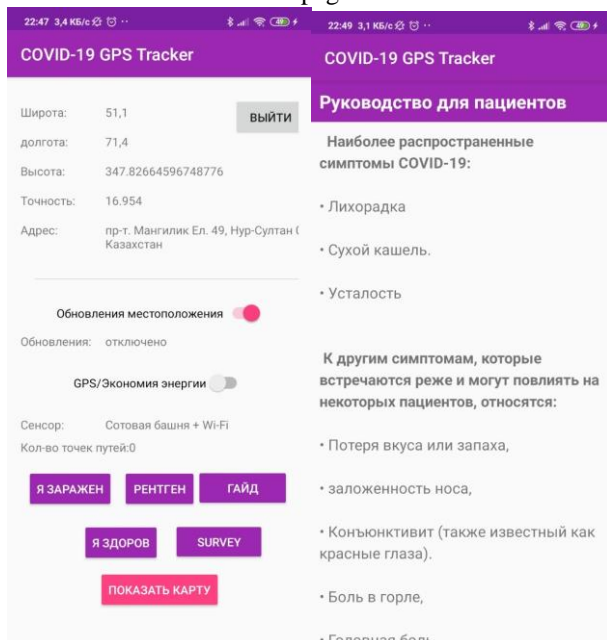 22:47 3,4 КБ/с
COVID-19 GPS Tracker
Широта: 51,1
ВЫЙТИ
долгота: 71,4
Высота: 347.82664596748776
Точность: 16.954
Адрес: пр-т. Мангилик Ел. 49, Нур-Султан
Казахстан
Обновления местоположения
Обновления: отключено
GPS/Экономия энергии
Сенсор: Сотовая башня + Wi-Fi
Кол-во точек путей:0
Я ЗАРАЖЕН РЕНТГЕН ГАЙД
Я ЗДОРОВ SURVEY
ПОКАЗАТЬ КАРТУ
22:49 3,1 КБ/с
COVID-19 GPS Tracker
Руководство для пациентов
Наиболее распространенные
симптомы COVID-19:
• Лихорадка
• Сухой кашель.
• Усталость
К другим симптомам, которые
встречаются реже и могут повлиять на
некоторых пациентов, относятся:
• Потеря вкуса или запаха,
• заложенность носа,
• Конъюнктивит (также известный как
красные глаза).
• Боль в горле,
• Головная боль